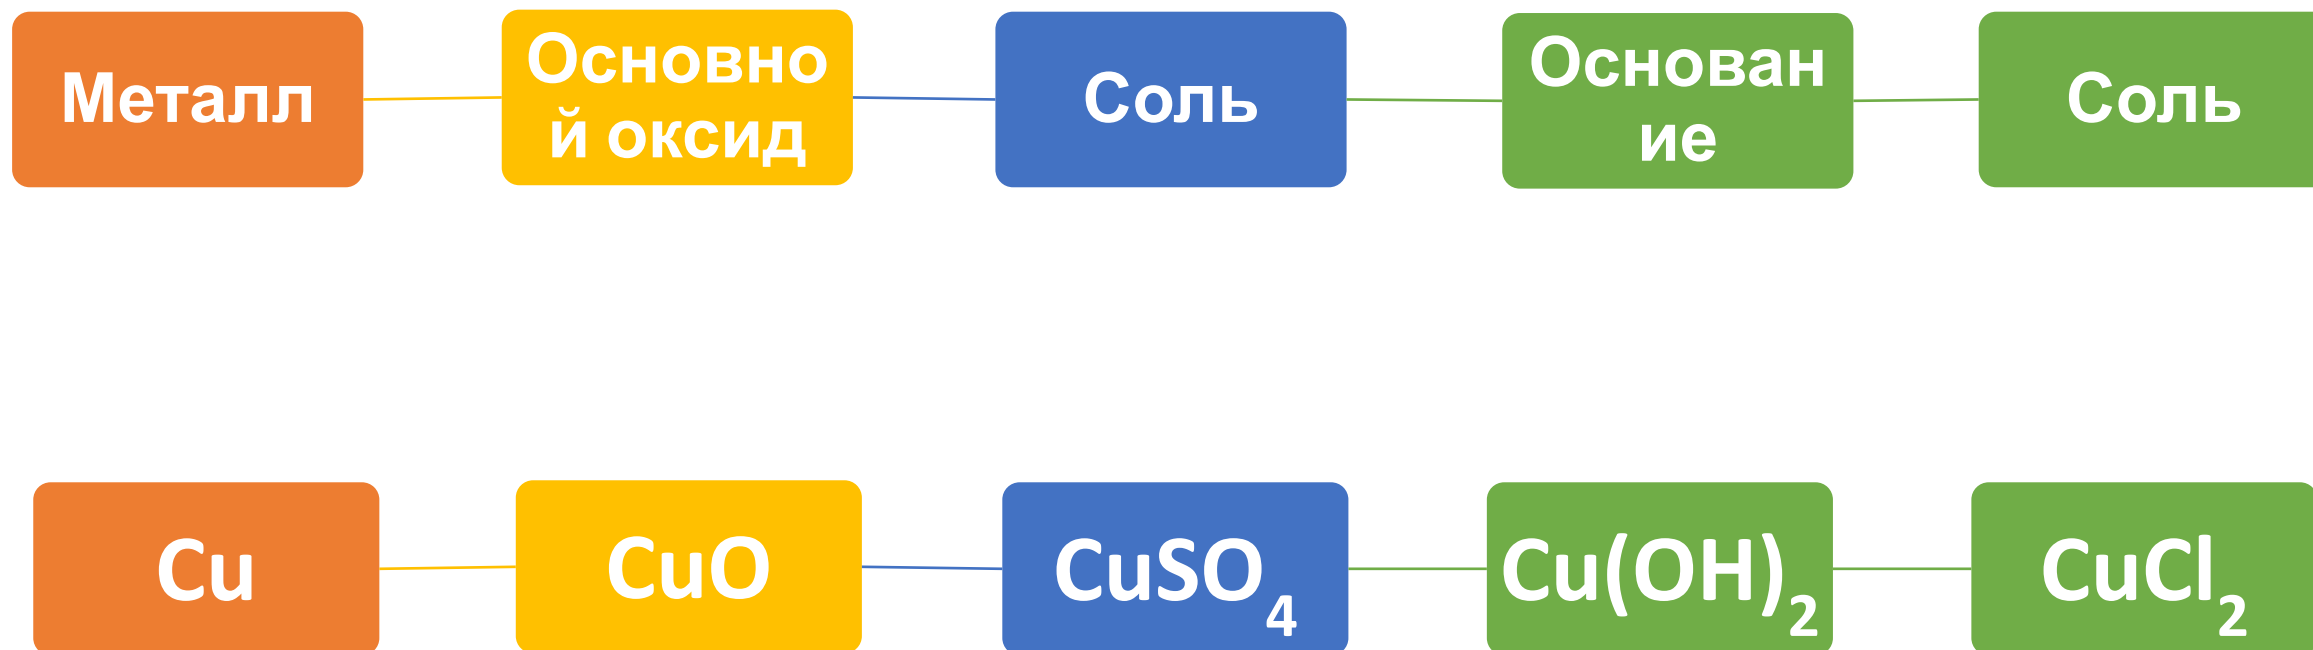 Металл
Основно
й оксид
Соль
Основан
ие
Соль
Cu
CuO
CuSO₄
Cu(OH)₂
CuCl₂